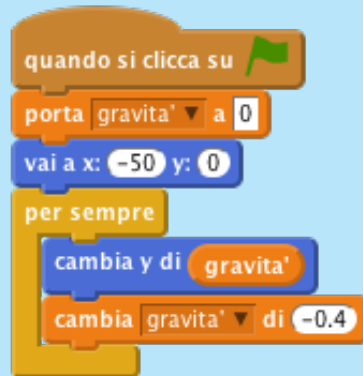 quando si clicca su
porta gravita' a 0
vai a x: -50 y: 0
per sempre
cambia y di gravita'
cambia gravita' di -0.4